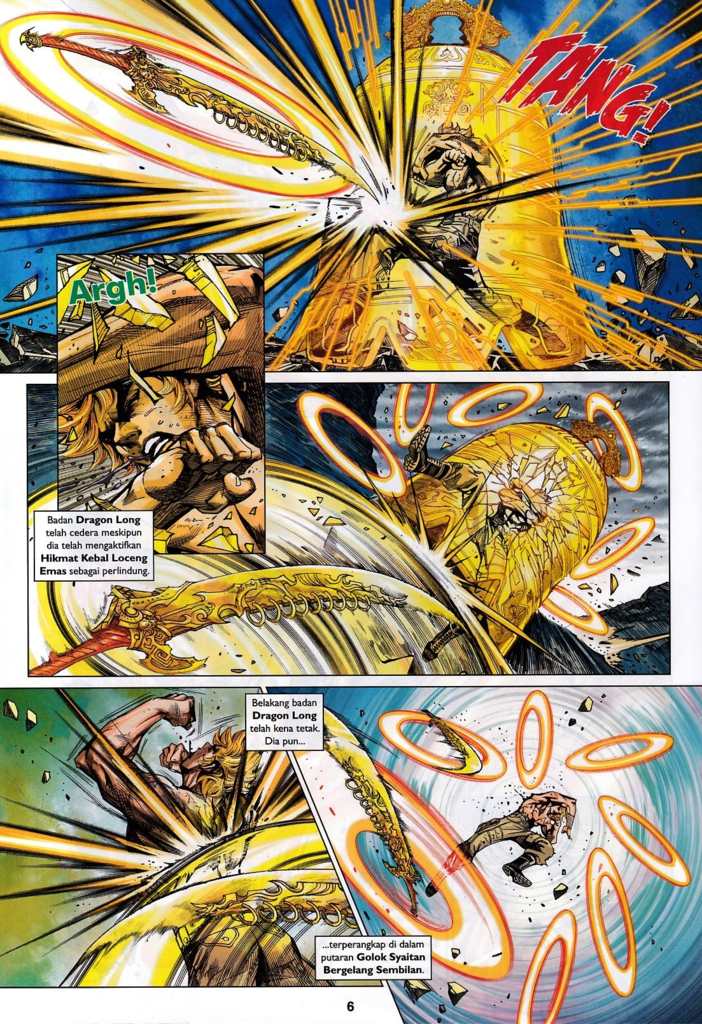 TANG!
Argh!
Badan Dragon Long
telah cedera meskipun
dia telah mengaktifkan
Hikmat Kebal Loceng
Emas sebagai perlindung.
Belakang badan
Dragon Long
telah kena tetak.
Dia pun...
...terperangkap di dalam
putaran Golok Syaitan
Bergelang Sembilan.
6